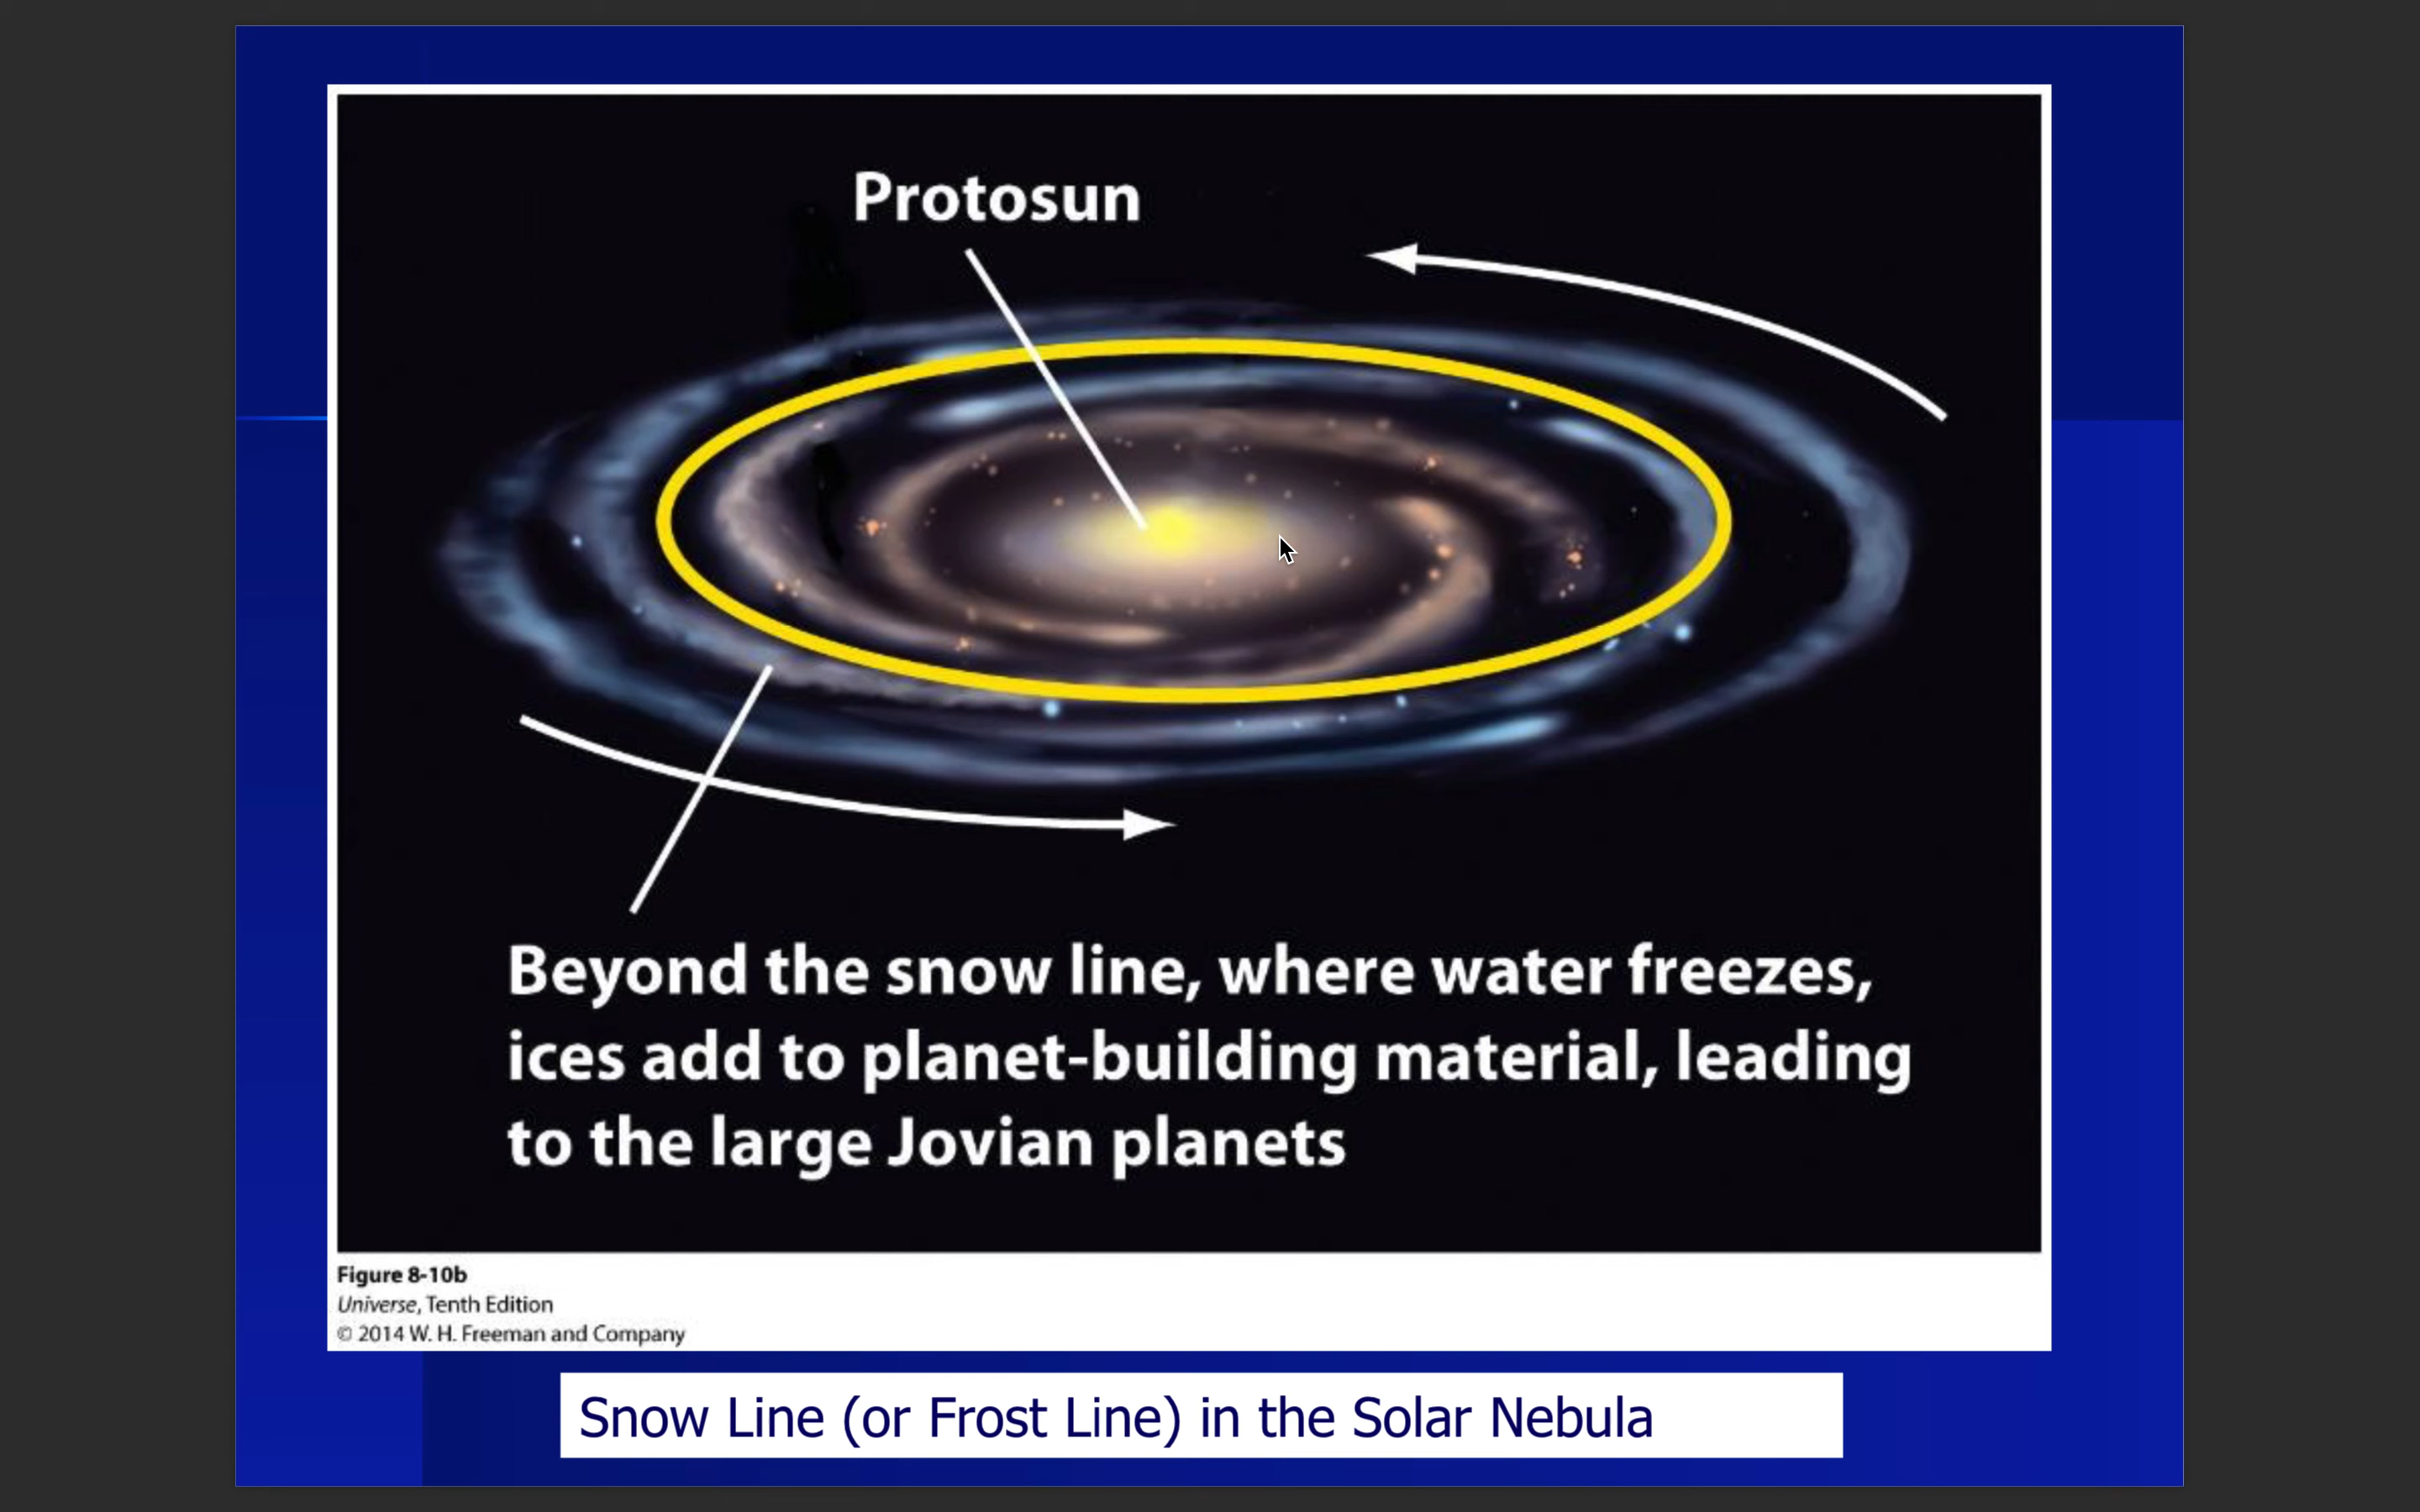 Protosun
Beyond the snow line, where water freezes,
ices add to planet-building material, leading
to the large Jovian planets
Figure 8-10b
Universe, Tenth Edition
© 2014 W. H. Freeman and Company
Snow Line (or Frost Line) in the Solar Nebula